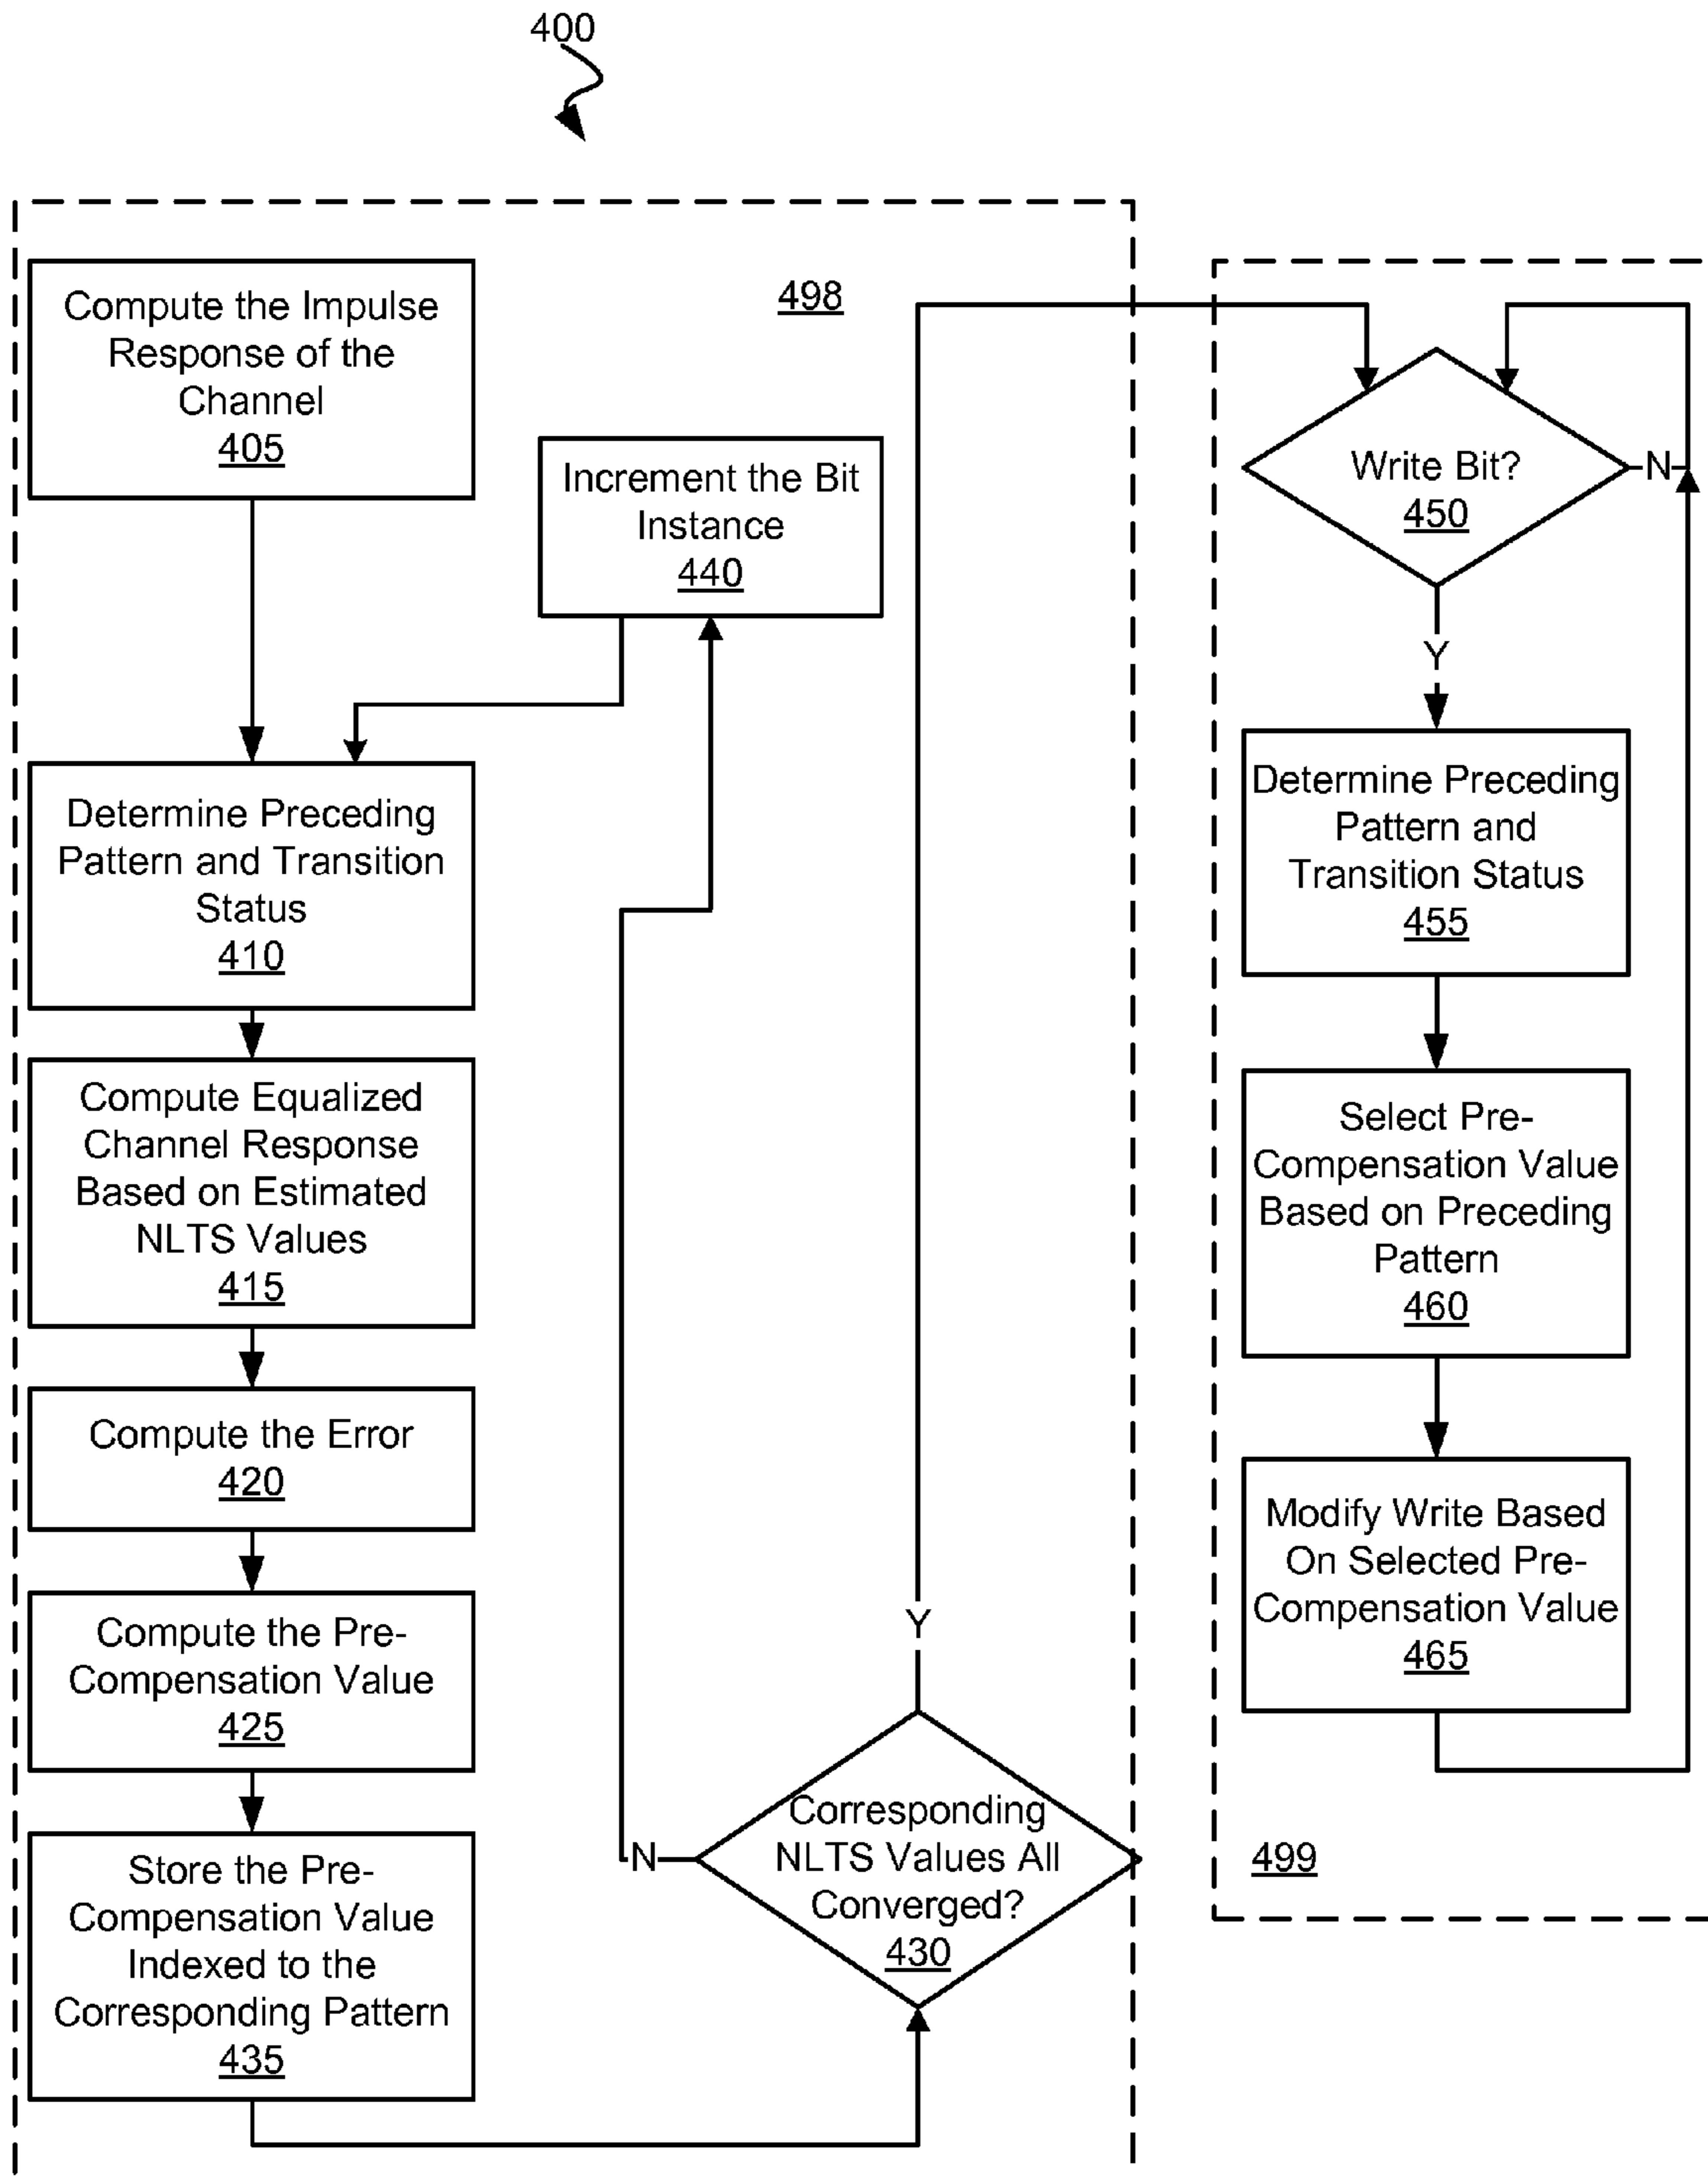 400
498
Compute the Impulse
Response of the
Channel
405
Increment the Bit
Instance
440
Determine Preceding
Pattern and Transition
Status
410
Compute Equalized
Channel Response
Based on Estimated
NLTS Values
415
Compute the Error
420
Compute the Pre-
Compensation Value
425
Store the Pre-
Compensation Value
Indexed to the
Corresponding Pattern
435
Corresponding
NLTS Values All
Converged?
430
N
Y
Write Bit?
450
N
Y
Determine Preceding
Pattern and
Transition Status
455
Select Pre-
Compensation Value
Based on Preceding
Pattern
460
Modify Write Based
On Selected Pre-
Compensation Value
465
499